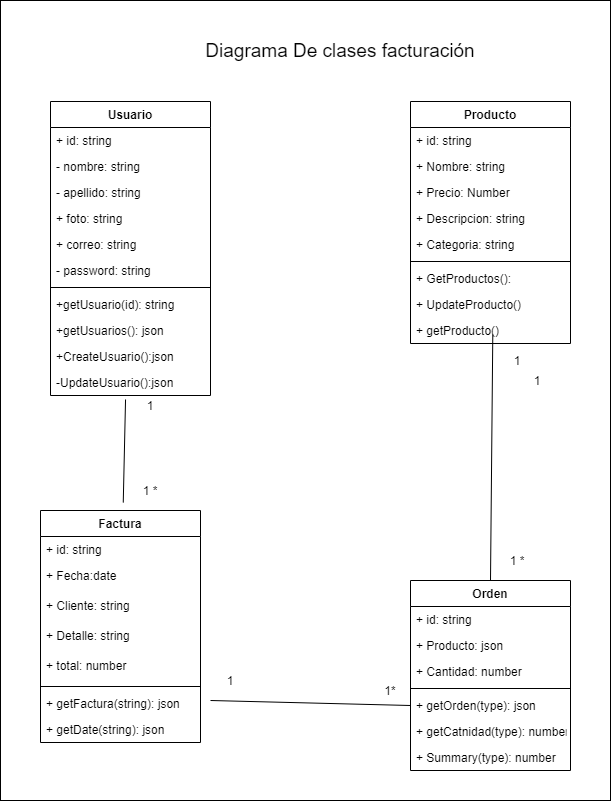 Diagrama De clases facturación
Usuario
+ id: string
- nombre: string
- apellido: string
+ foto: string
+ correo: string
- password: string
+getUsuario(id): string
+getUsuarios(): json
+CreateUsuario():json
-UpdateUsuario():json
1
1 *
Producto
+ id: string
+ Nombre: string
+ Precio: Number
+ Descripcion: string
+ Categoria: string
+ GetProductos():
+ UpdateProducto()
+ getProducto()
1
1
1 *
Factura
+ id: string
+ Fecha:date
+ Cliente: string
+ Detalle: string
+ total: number
+ getFactura(string): json
+ getDate(string): json
1
1*
Orden
+ id: string
+ Producto: json
+ Cantidad: number
+ getOrden(type): json
+ getCatnidad(type): number
+ Summary(type): number